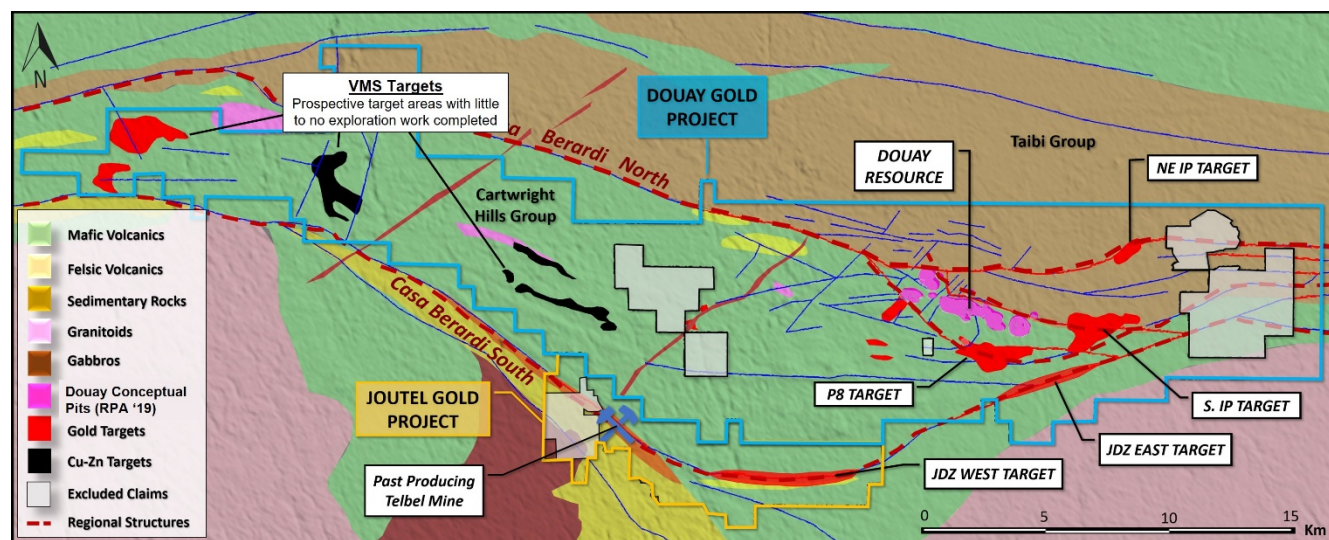 N
VMS Targets
Prospective target areas with little
to no exploration work completed
DOUAY GOLD
PROJECT
a Berardi North
Taibi Group
DOUAY
RESOURCE
NE IP TARGET
Cartwright
Hills Group
Mafic Volcanics
Felsic Volcanics
Sedimentary Rocks
Granitoids
Gabbros
Douay Conceptual
Pits (RPA ‘19)
Gold Targets
Cu-Zn Targets
Excluded Claims
Regional Structures
Casa Berardi South
JOUTEL GOLD
PROJECT
P8 TARGET
S. IP TARGET
JDZ EAST TARGET
Past Producing
Telbel Mine
JDZ WEST TARGET
0 5 10 15
Km